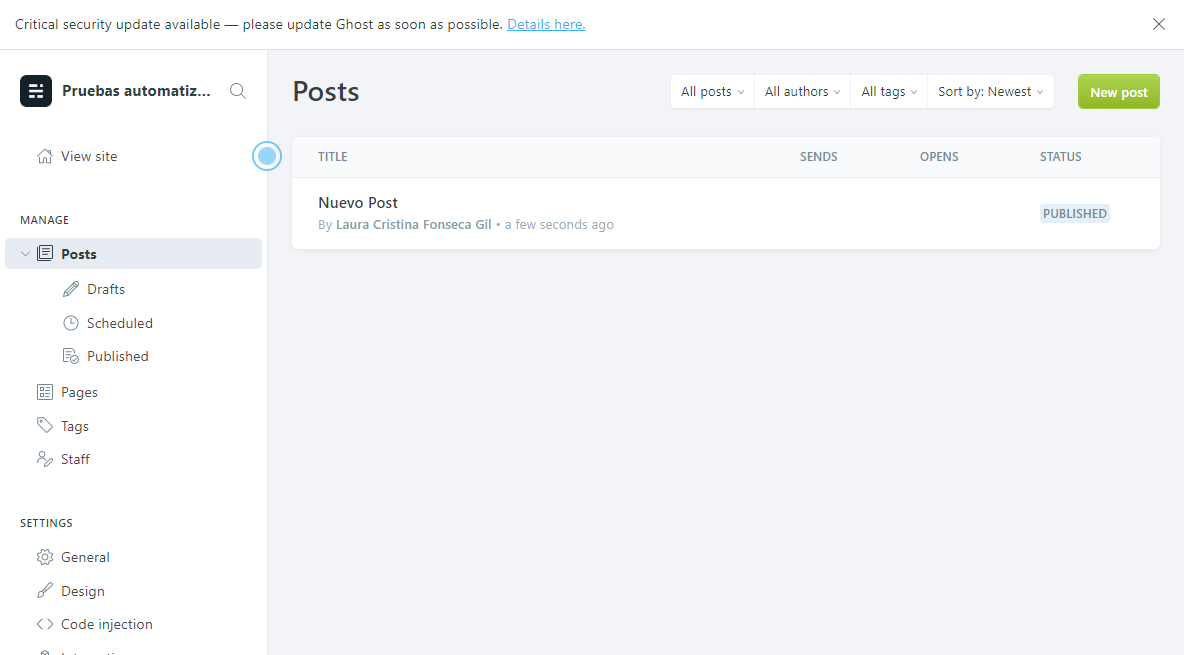 Critical security update available — please update Ghost as soon as possible. Details here.
Pruebas automatiz...
View site
MANAGE
Posts
Drafts
Scheduled
Published
Pages
Tags
Staff
SETTINGS
General
Design
Code injection
Posts
All posts
All authors
All tags
Sort by: Newest
New post
TITLE SENDS OPENS STATUS
Nuevo Post
By Laura Cristina Fonseca Gil • a few seconds ago
PUBLISHED